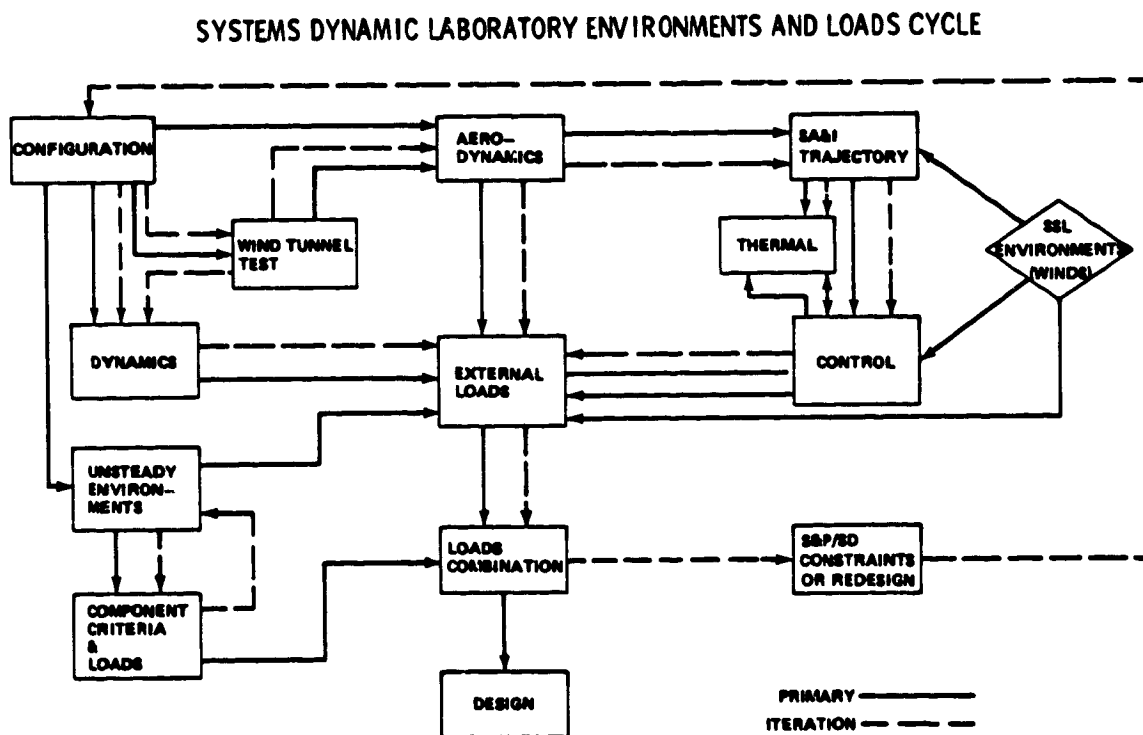 SYSTEMS DYNAMIC LABORATORY ENVIRONMENTS AND LOADS CYCLE
CONFIGURATION
AERO-
DYNAMICS
SA&I
TRAJECTORY
WIND TUNNEL
TEST
THERMAL
SSL
ENVIRONMENTS
(WINDS)
DYNAMICS
EXTERNAL
LOADS
CONTROL
UNSTEADY
ENVIRON-
MENTS
LOADS
COMBINATION
S&P/SD
CONSTRAINTS
OR REDESIGN
COMPONENT
CRITERIA
&
LOADS
DESIGN
PRIMARY
ITERATION